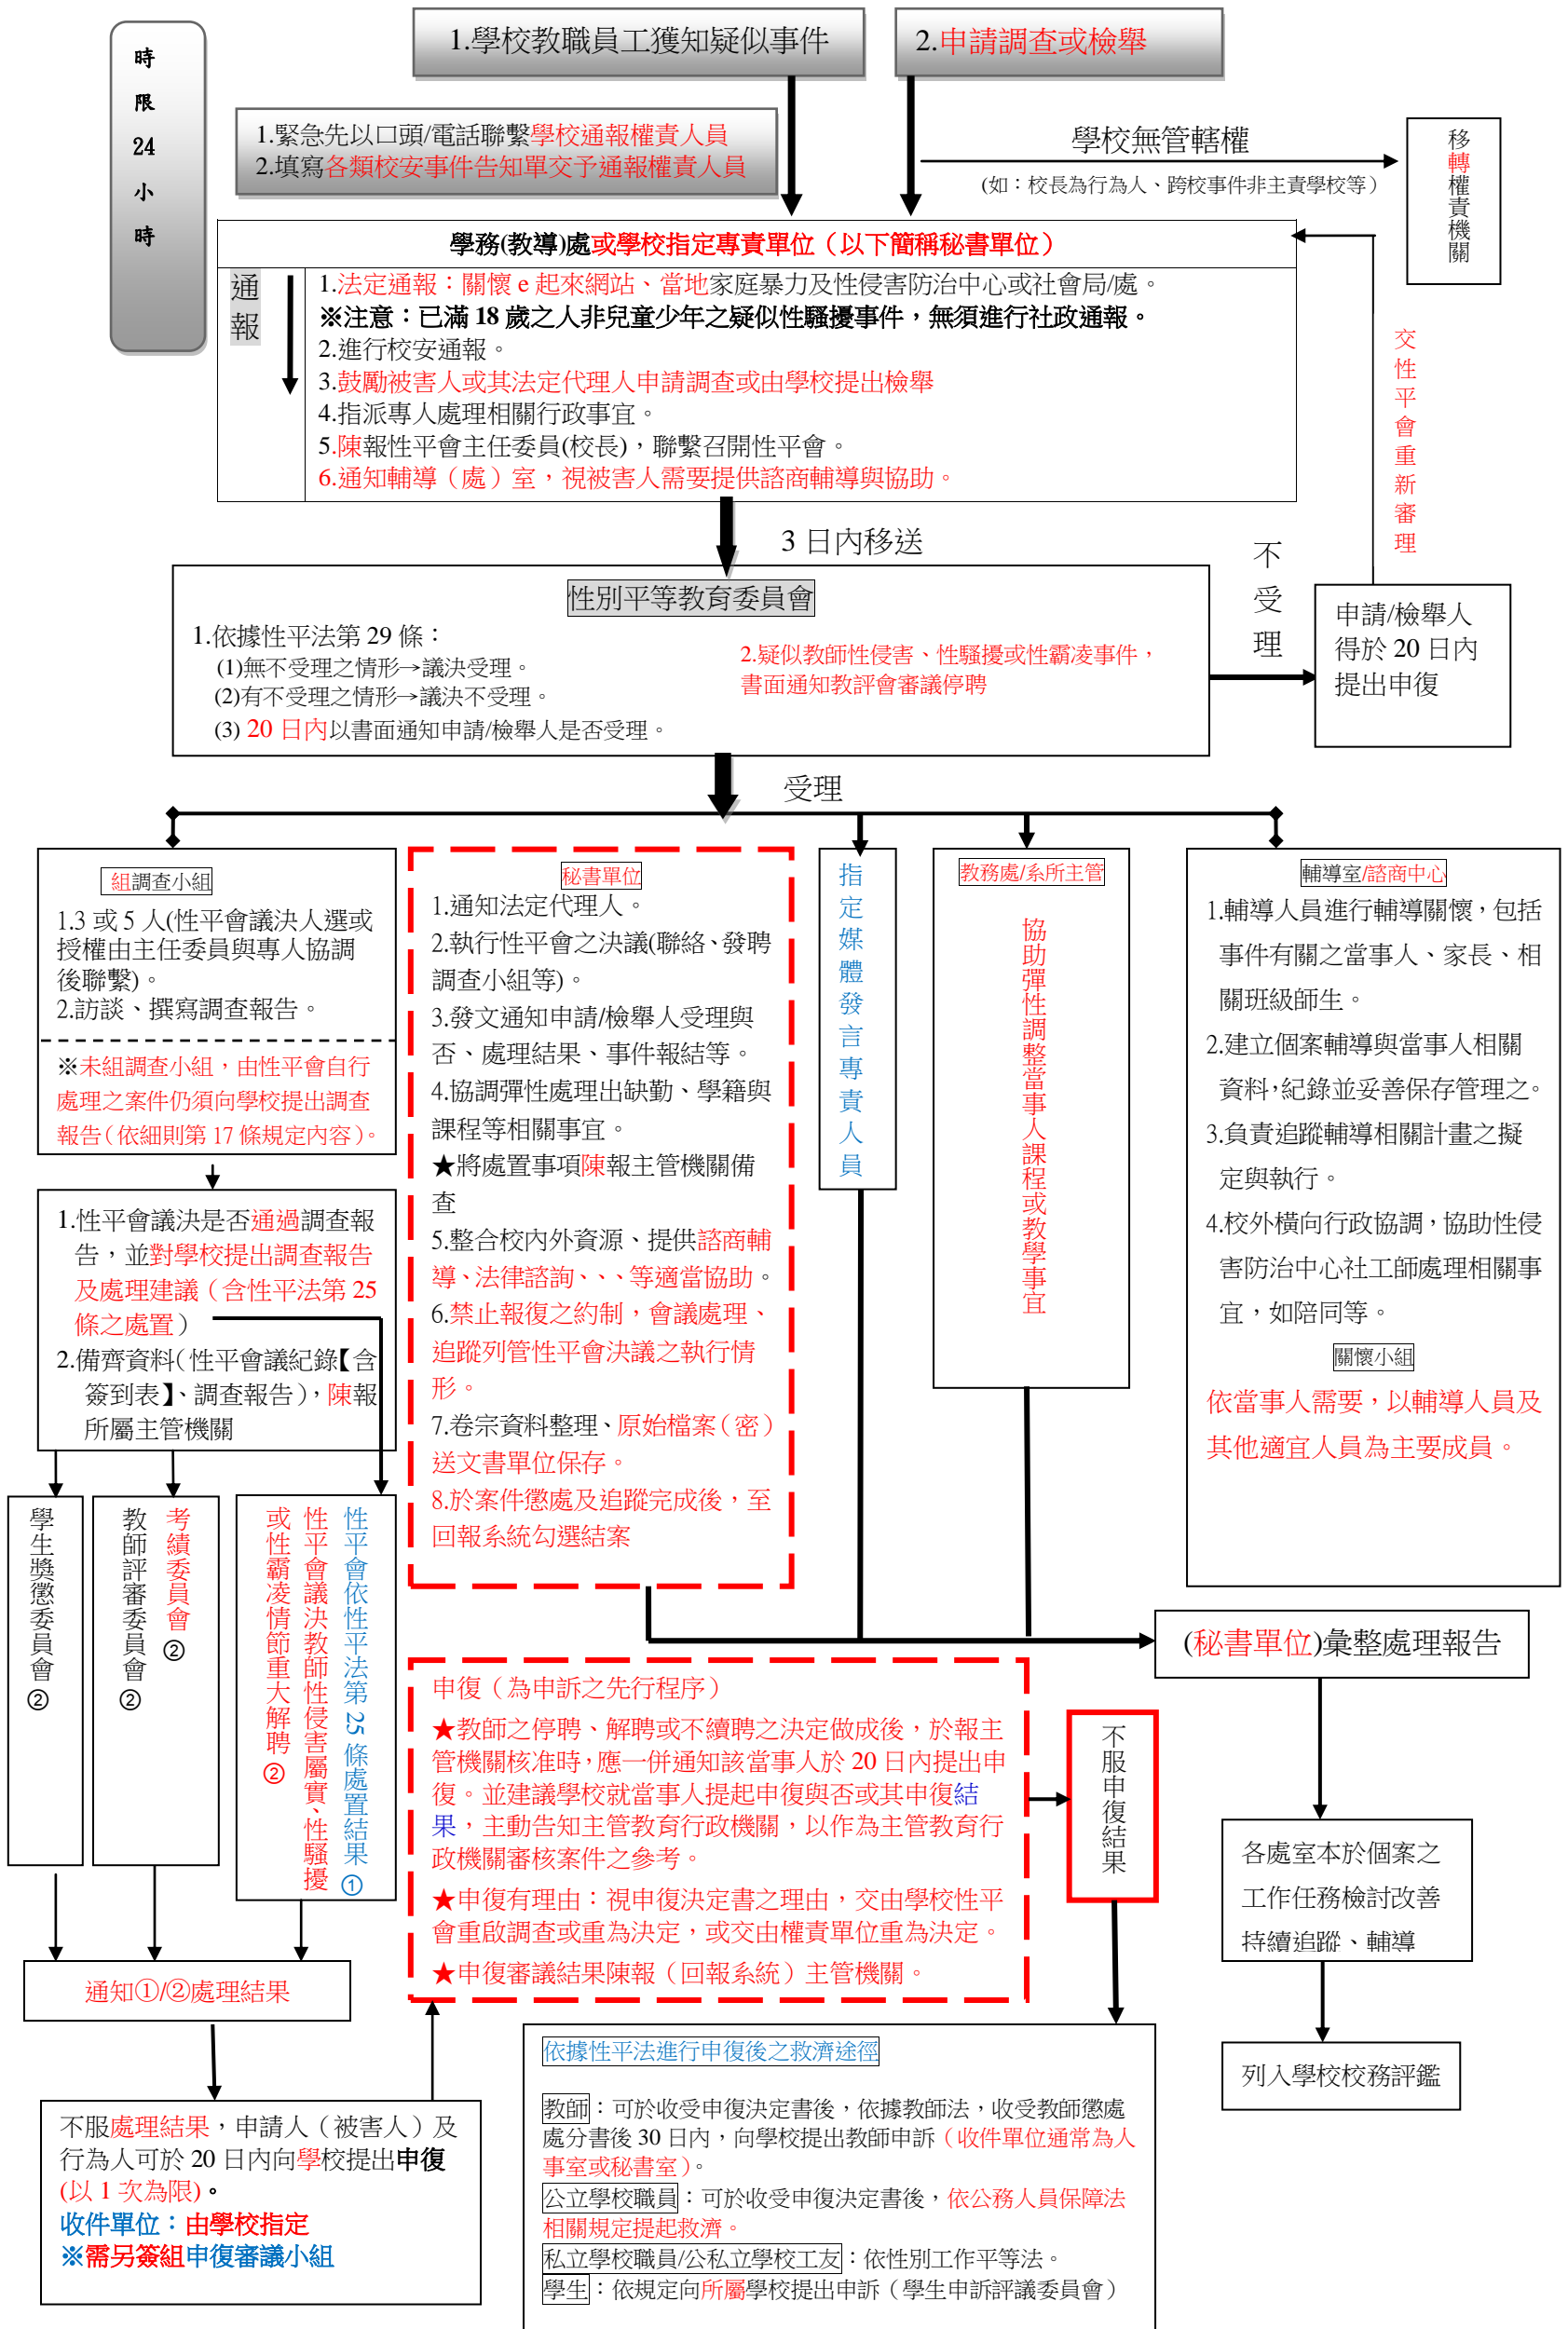 時
限
24
小
時
1.學校教職員工獲知疑似事件
2.申請調查或檢舉
1.緊急先以口頭/電話聯繫學校通報權責人員
2.填寫各類校安事件告知單交予通報權責人員
學校無管轄權
(如：校長為行為人、跨校事件非主責學校等）
移轉權責機關
學務(教導)處或學校指定專責單位（以下簡稱秘書單位）
通
報
1.法定通報：關懷 e 起來網站、當地家庭暴力及性侵害防治中心或社會局/處。
※注意：已滿 18 歲之人非兒童少年之疑似性騷擾事件，無須進行社政通報。
2.進行校安通報。
3.鼓勵被害人或其法定代理人申請調查或由學校提出檢舉
4.指派專人處理相關行政事宜。
5.陳報性平會主任委員(校長)，聯繫召開性平會。
6.通知輔導（處）室，視被害人需要提供諮商輔導與協助。
交性平會重新審理
3 日內移送
性別平等教育委員會
1.依據性平法第 29 條：
(1)無不受理之情形→議決受理。
(2)有不受理之情形→議決不受理。
(3) 20 日內以書面通知申請/檢舉人是否受理。
2.疑似教師性侵害、性騷擾或性霸凌事件，
書面通知教評會審議停聘
不
受
理
申請/檢舉人
得於 20 日內
提出申復
受理
組調查小組
1.3 或 5 人(性平會議決人選或
授權由主任委員與專人協調
後聯繫)。
2.訪談、撰寫調查報告。
※未組調查小組，由性平會自行
處理之案件仍須向學校提出調查
報告（依細則第 17 條規定內容）。
秘書單位
1.通知法定代理人。
2.執行性平會之決議(聯絡、發聘
調查小組等)。
3.發文通知申請/檢舉人受理與
否、處理結果、事件報結等。
4.協調彈性處理出缺勤、學籍與
課程等相關事宜。
★將處置事項陳報主管機關備
查
5.整合校內外資源、提供諮商輔
導、法律諮詢、、、等適當協助。
6.禁止報復之約制，會議處理、
追蹤列管性平會決議之執行情
形。
7.卷宗資料整理、原始檔案（密）
送文書單位保存。
8.於案件懲處及追蹤完成後，至
回報系統勾選結案
指定媒體發言專責人員
教務處/系所主管
協助彈性調整當事人課程或教學事宜
輔導室/諮商中心
1.輔導人員進行輔導關懷，包括
事件有關之當事人、家長、相
關班級師生。
2.建立個案輔導與當事人相關
資料，紀錄並妥善保存管理之。
3.負責追蹤輔導相關計畫之擬
定與執行。
4.校外橫向行政協調，協助性侵
害防治中心社工師處理相關事
宜，如陪同等。
關懷小組
依當事人需要，以輔導人員及
其他適宜人員為主要成員。
1.性平會議決是否通過調查報
告，並對學校提出調查報告
及處理建議（含性平法第 25
條之處置）
2.備齊資料（性平會議紀錄【含
簽到表】、調查報告），陳報
所屬主管機關
學生獎懲委員會②
考績委員會②
教師評審委員會②
性平會依性平法第 25 條處置結果①
性平會議決教師性侵害屬實、性騷擾
或性霸凌情節重大解聘②
(秘書單位)彙整處理報告
申復（為申訴之先行程序）
★教師之停聘、解聘或不續聘之決定做成後，於報主
管機關核准時，應一併通知該當事人於 20 日內提出申
復。並建議學校就當事人提起申復與否或其申復結
果，主動告知主管教育行政機關，以作為主管教育行
政機關審核案件之參考。
★申復有理由：視申復決定書之理由，交由學校性平
會重啟調查或重為決定，或交由權責單位重為決定。
★申復審議結果陳報（回報系統）主管機關。
不服申復結果
各處室本於個案之
工作任務檢討改善
持續追蹤、輔導
列入學校校務評鑑
通知①/②處理結果
不服處理結果，申請人（被害人）及
行為人可於 20 日內向學校提出申復
(以 1 次為限)。
收件單位：由學校指定
※需另簽組申復審議小組
依據性平法進行申復後之救濟途徑
教師：可於收受申復決定書後，依據教師法，收受教師懲處
處分書後 30 日內，向學校提出教師申訴（收件單位通常為人
事室或秘書室）。
公立學校職員：可於收受申復決定書後，依公務人員保障法
相關規定提起救濟。
私立學校職員/公私立學校工友：依性別工作平等法。
學生：依規定向所屬學校提出申訴（學生申訴評議委員會）